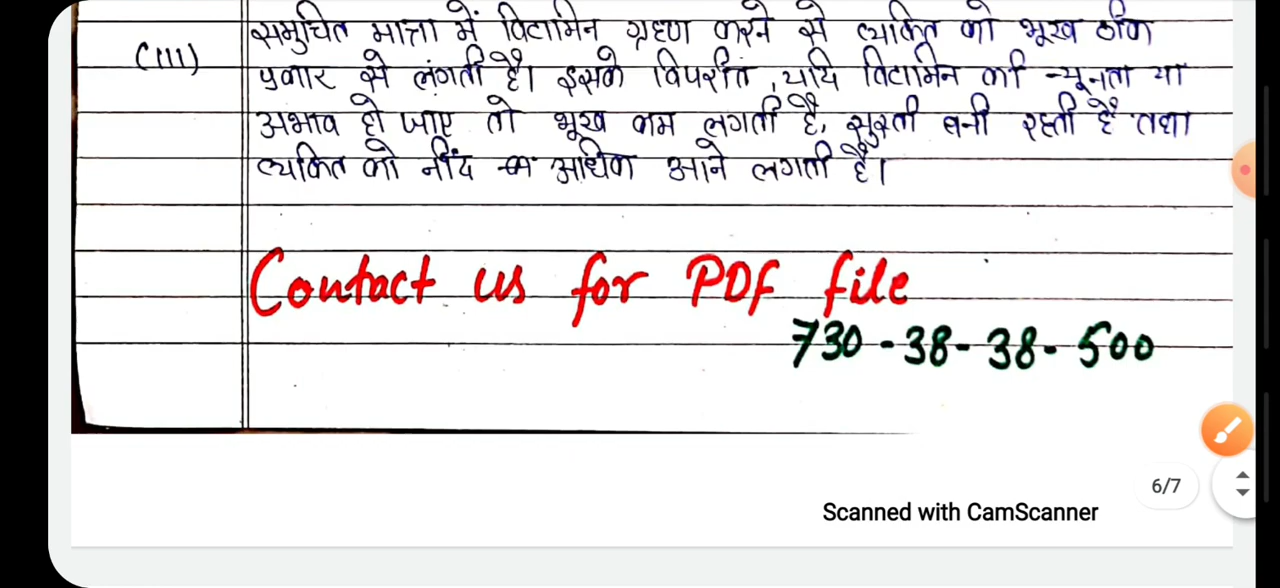 समुचित मात्रा में विटामिन ग्रहण करने से व्यक्ति को भूख ठीक
(III)
प्रकार से लगती है। इसके विपरीत, यदि विटामिन की न्यूनता या
अभाव हो जाए तो भूख कम लगती है, सुस्ती बनी रहती है तथा
व्यक्ति को नींद अधिक आने लगती है।
Contact us for PDF file
730-38-38-500
6/7
Scanned with CamScanner